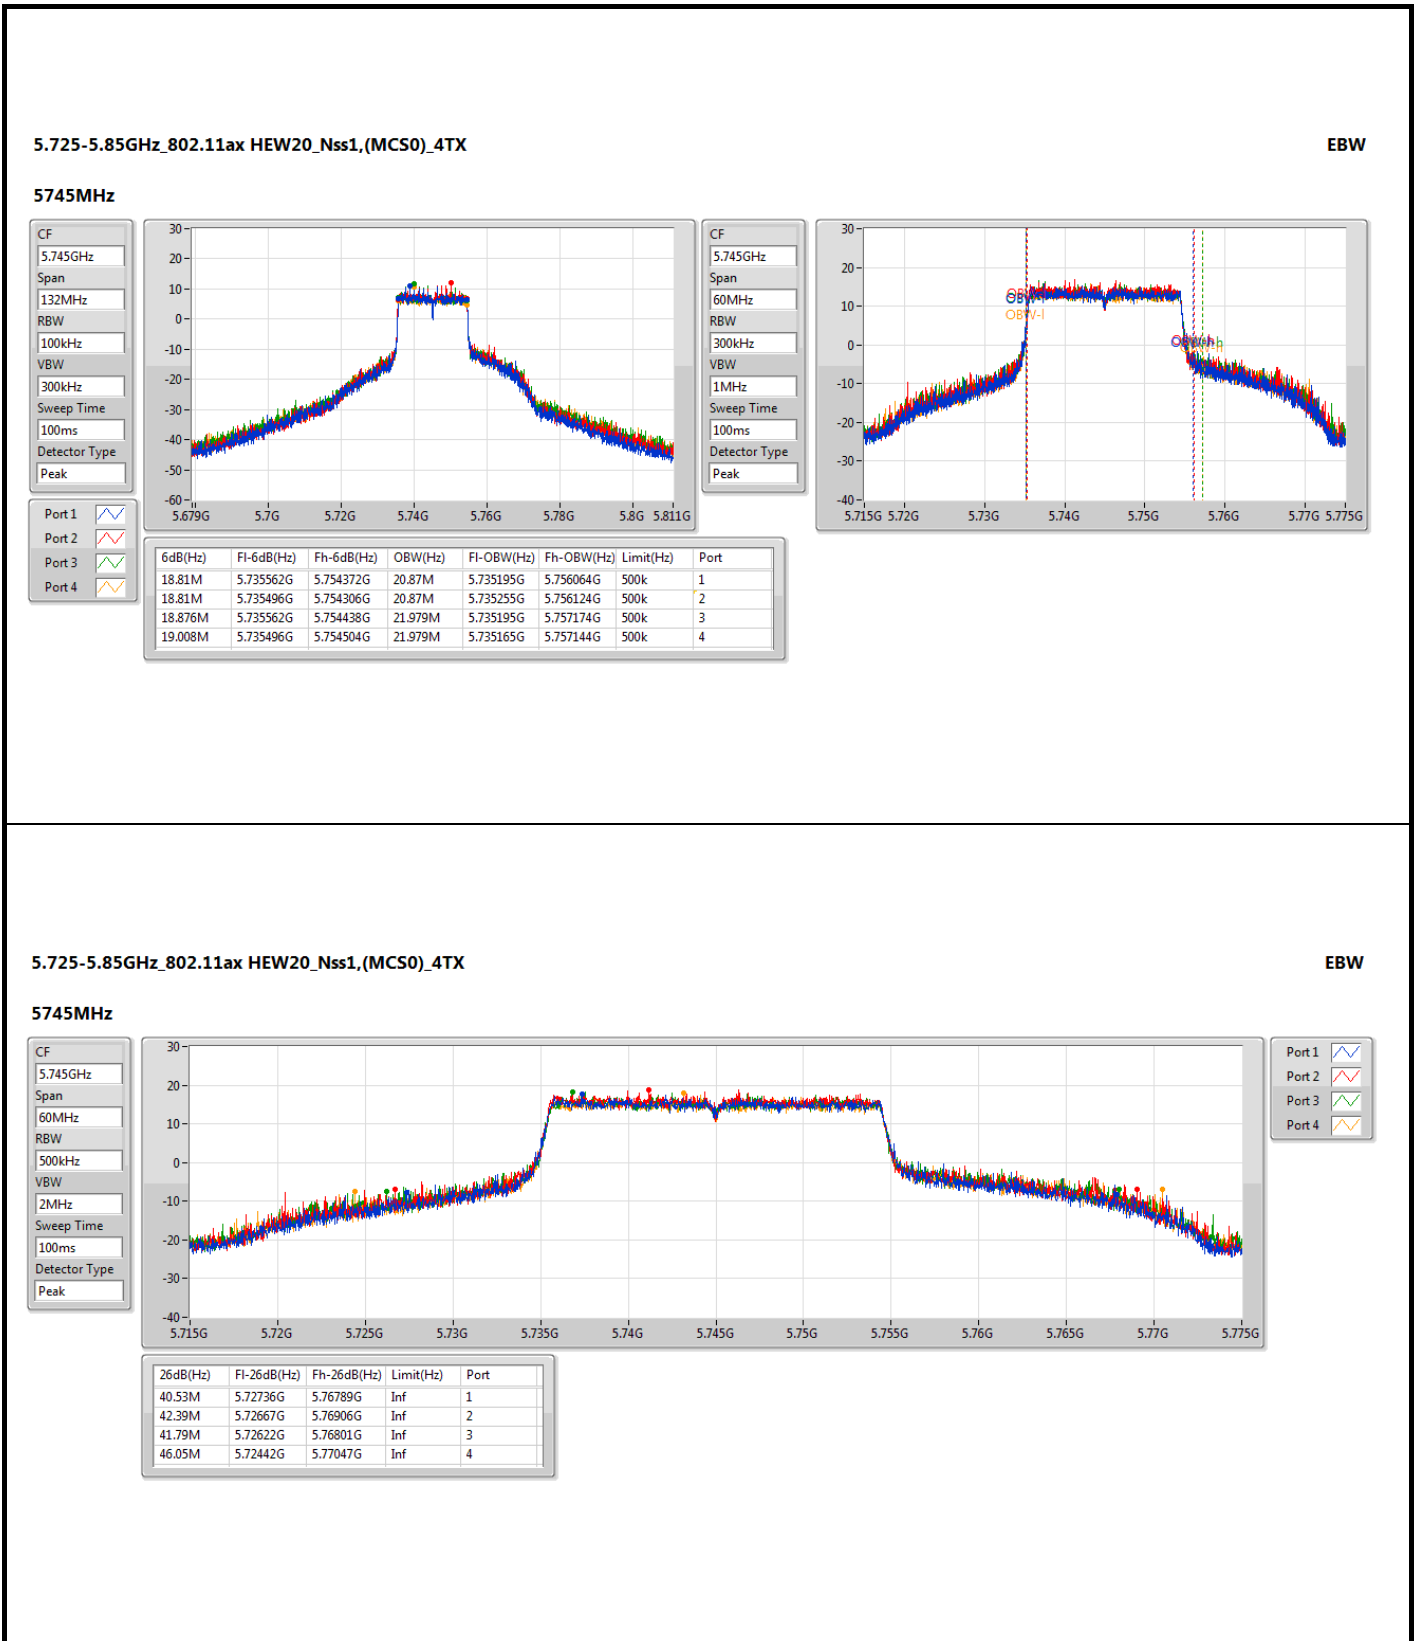 5.725-5.85GHz_802.11ax HEW20_Nss1,(MCS0)_4TX
EBW
5745MHz
CF
5.745GHz
Span
132MHz
RBW
100kHz
VBW
300kHz
Sweep Time
100ms
Detector Type
Peak
Port 1
Port 2
Port 3
Port 4
30
20
10
0
-10
-20
-30
-40
-50
-60
5.679G 5.7G 5.72G 5.74G 5.76G 5.78G 5.8G 5.811G
CF
5.745GHz
Span
60MHz
RBW
300kHz
VBW
1MHz
Sweep Time
100ms
Detector Type
Peak
30
20
10
0
-10
-20
-30
-40
OBW-l
5.715G 5.72G 5.73G 5.74G 5.75G 5.76G 5.77G 5.775G
6dB(Hz) Fl-6dB(Hz) Fh-6dB(Hz) OBW(Hz) Fl-OBW(Hz) Fh-OBW(Hz) Limit(Hz) Port
18.81M 5.735562G 5.754372G 20.87M 5.735195G 5.756064G 500k 1
18.81M 5.735496G 5.754306G 20.87M 5.735255G 5.756124G 500k 2
18.876M 5.735562G 5.754438G 21.979M 5.735195G 5.757174G 500k 3
19.008M 5.735496G 5.754504G 21.979M 5.735165G 5.757144G 500k 4
5.725-5.85GHz_802.11ax HEW20_Nss1,(MCS0)_4TX
EBW
5745MHz
CF
5.745GHz
Span
60MHz
RBW
500kHz
VBW
2MHz
Sweep Time
100ms
Detector Type
Peak
30
20
10
0
-10
-20
-30
-40
5.715G 5.72G 5.725G 5.73G 5.735G 5.74G 5.745G 5.75G 5.755G 5.76G 5.765G 5.77G 5.775G
Port 1
Port 2
Port 3
Port 4
26dB(Hz) Fl-26dB(Hz) Fh-26dB(Hz) Limit(Hz) Port
40.53M 5.72736G 5.76789G Inf 1
42.39M 5.72667G 5.76906G Inf 2
41.79M 5.72622G 5.76801G Inf 3
46.05M 5.72442G 5.77047G Inf 4